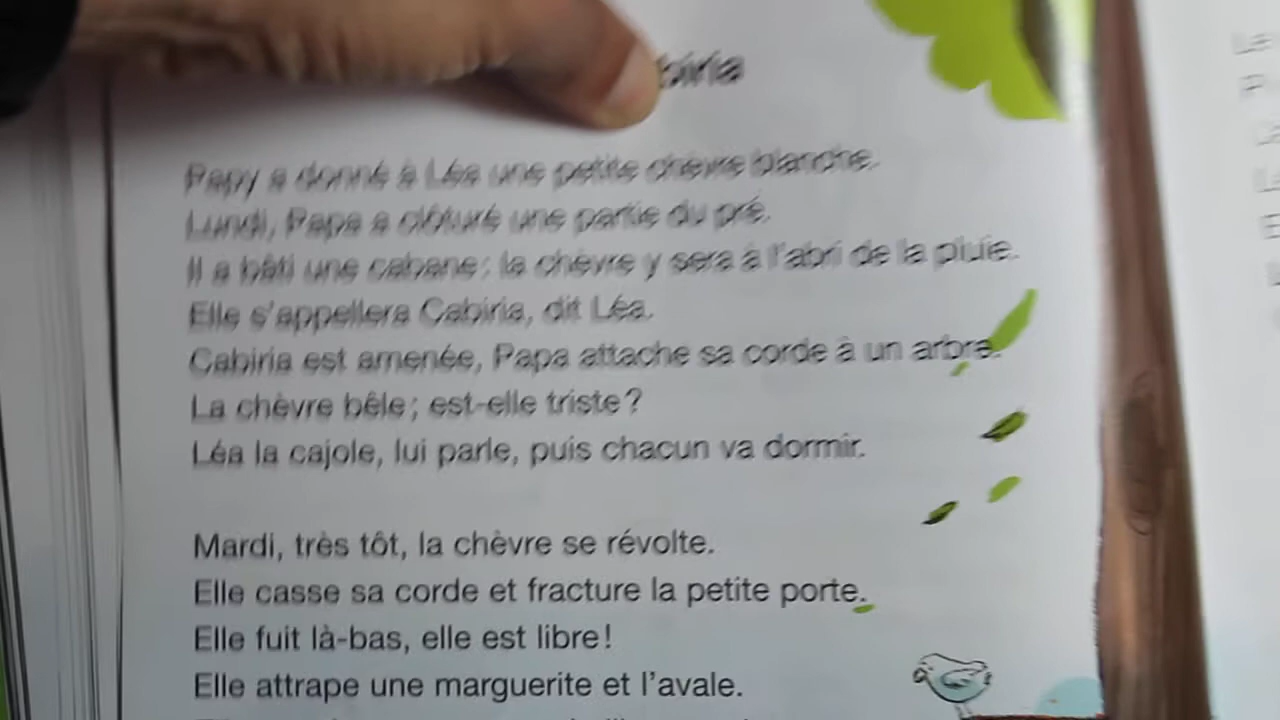 Papy a donné à Léa une petite chèvre blanche.
Lundi, Papa a clôturé une partie du pré.
Il a bâti une cabane ; la chèvre y sera à l'abri de la pluie.
Elle s'appellera Cabiria, dit Léa.
Cabiria est amenée, Papa attache sa corde à un arbre.
La chèvre bêle ; est-elle triste ?
Léa la cajole, lui parle, puis chacun va dormir.
Mardi, très tôt, la chèvre se révolte.
Elle casse sa corde et fracture la petite porte.
Elle fuit là-bas, elle est libre !
Elle attrape une marguerite et l'avale.